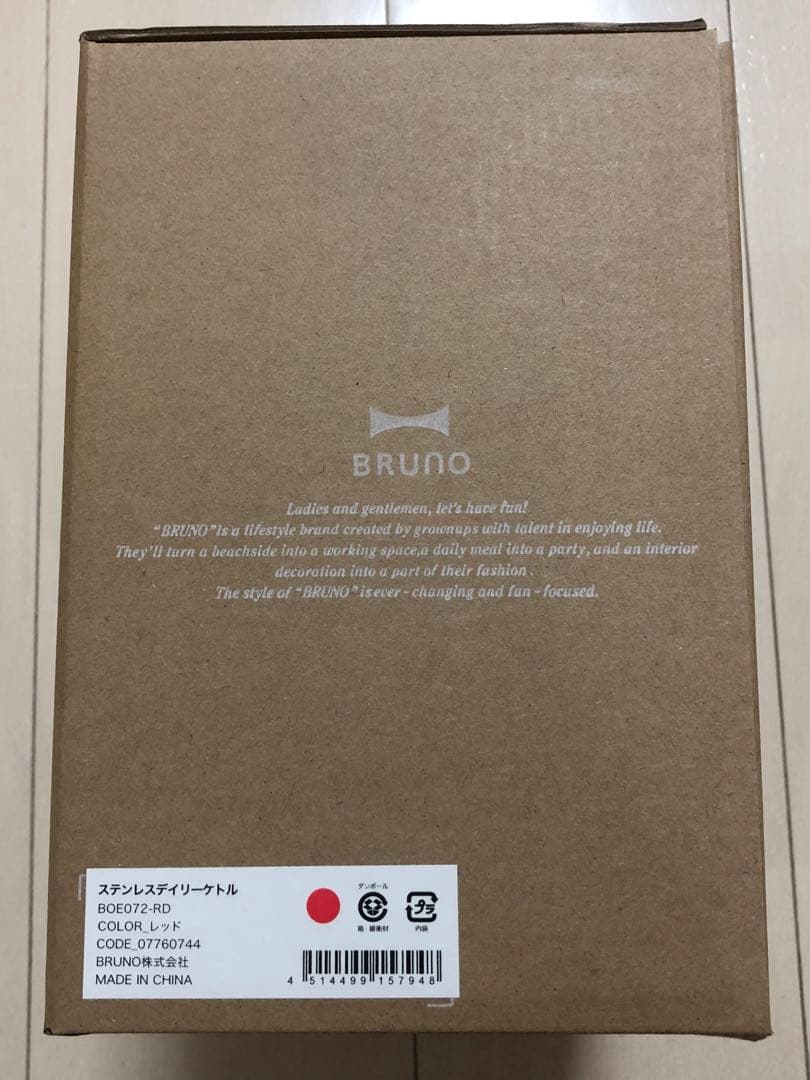 BRUNO
Ladies and gentlemen, let's have fun!
"BRUNO" is a lifestyle brand created by grownups with talent in enjoying life.
They'll turn a beachside into a working space,a daily meal into a party, and an interior
decoration into a part of their fashion.
The style of "BRUNO" is ever-changing and fun-focused.
ステンレスデイリーケトル
BOE072-RD
COLOR_レッド
CODE_07760744
BRUNO株式会社
MADE IN CHINA
ダンボール
箱・緩衝材
プラ
内袋
4 514499 157948